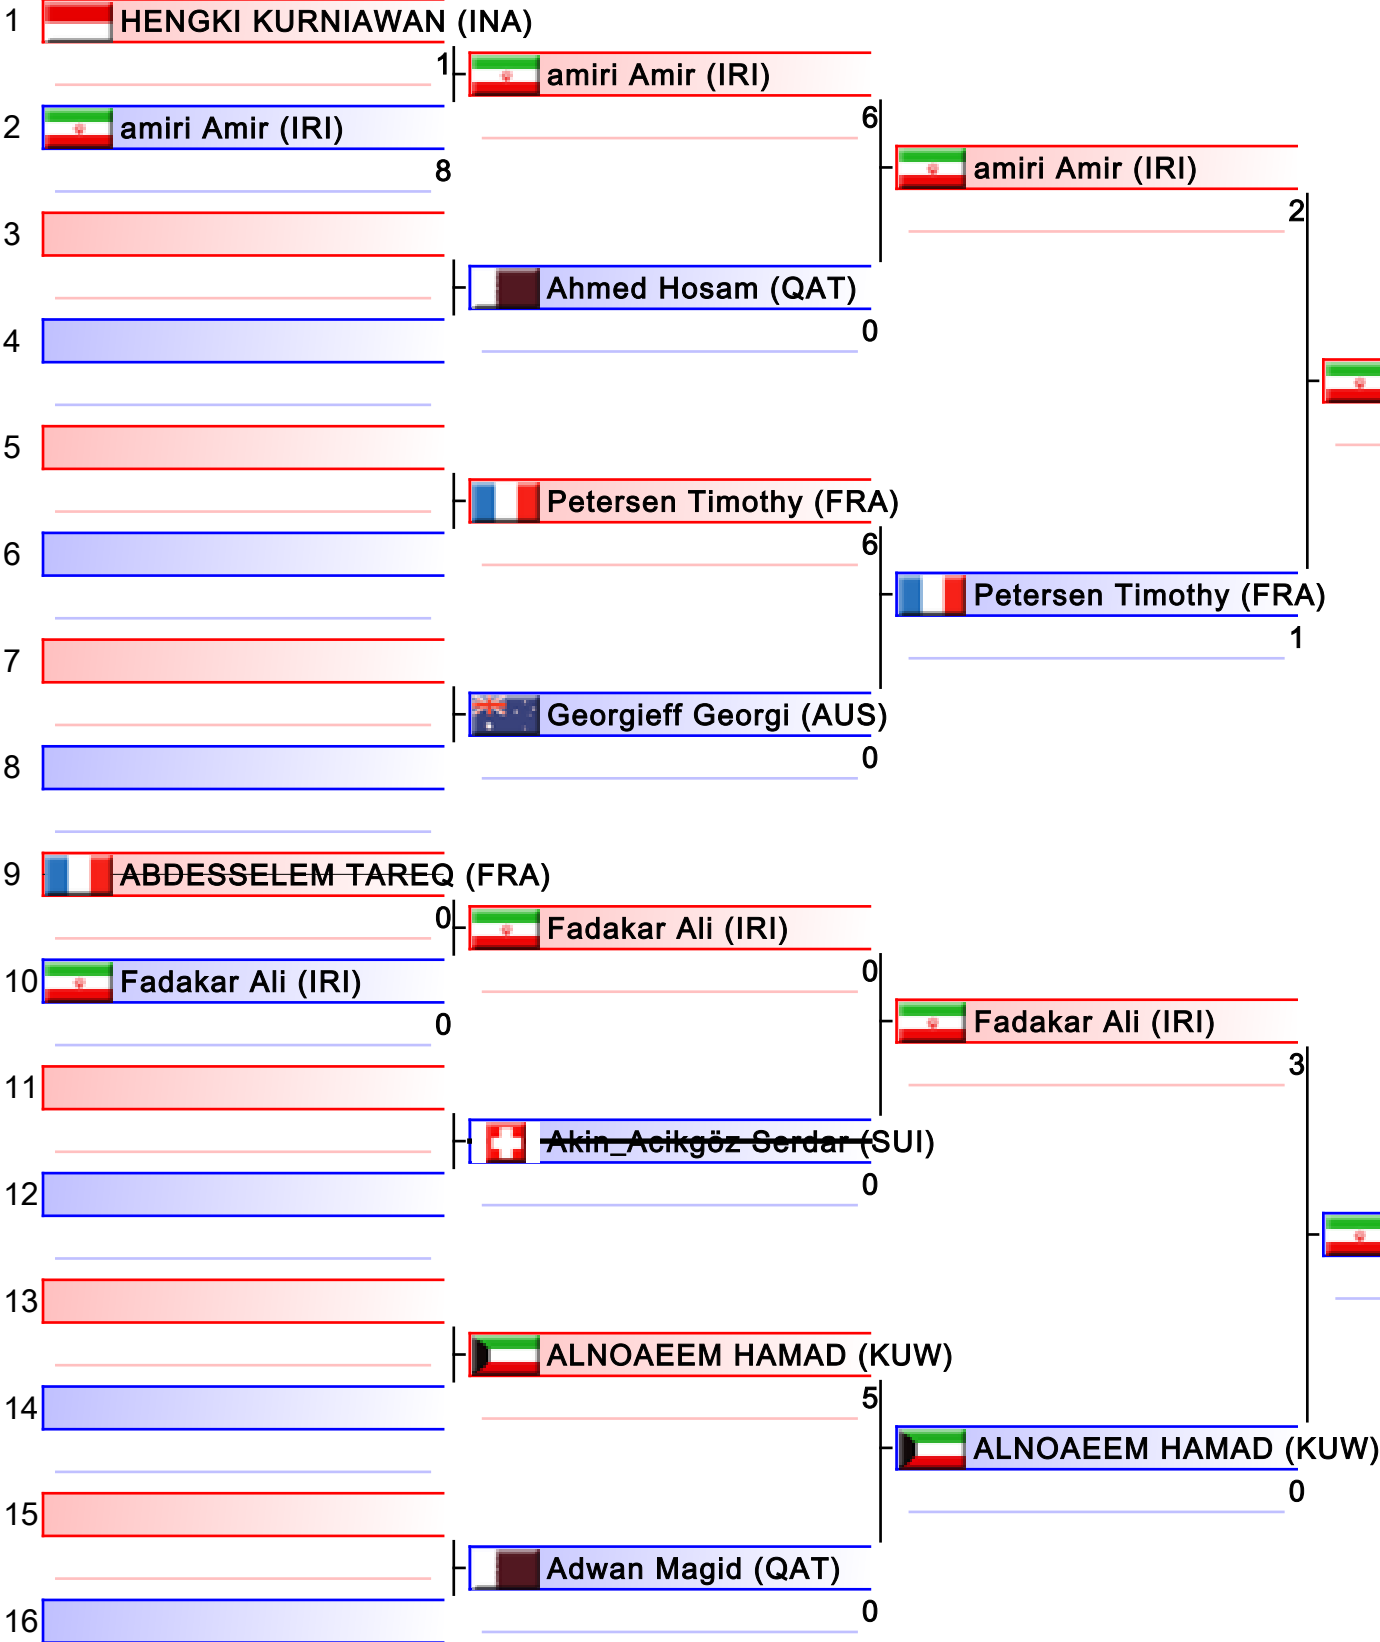 1 HENGKI KURNIAWAN (INA)
1 amiri Amir (IRI)
2 amiri Amir (IRI)
6
8 amiri Amir (IRI)
2
3
Ahmed Hosam (QAT)
0
4
5
Petersen Timothy (FRA)
6
6
Petersen Timothy (FRA)
1
7
Georgieff Georgi (AUS)
0
8
9 ABDESSELEM TAREQ (FRA)
0 Fadakar Ali (IRI)
10 Fadakar Ali (IRI)
0
0 Fadakar Ali (IRI)
3
11
Akin_Acikgöz Serdar (SUI)
0
12
13
ALNOAEEM HAMAD (KUW)
5
14
ALNOAEEM HAMAD (KUW)
0
15
Adwan Magid (QAT)
0
16